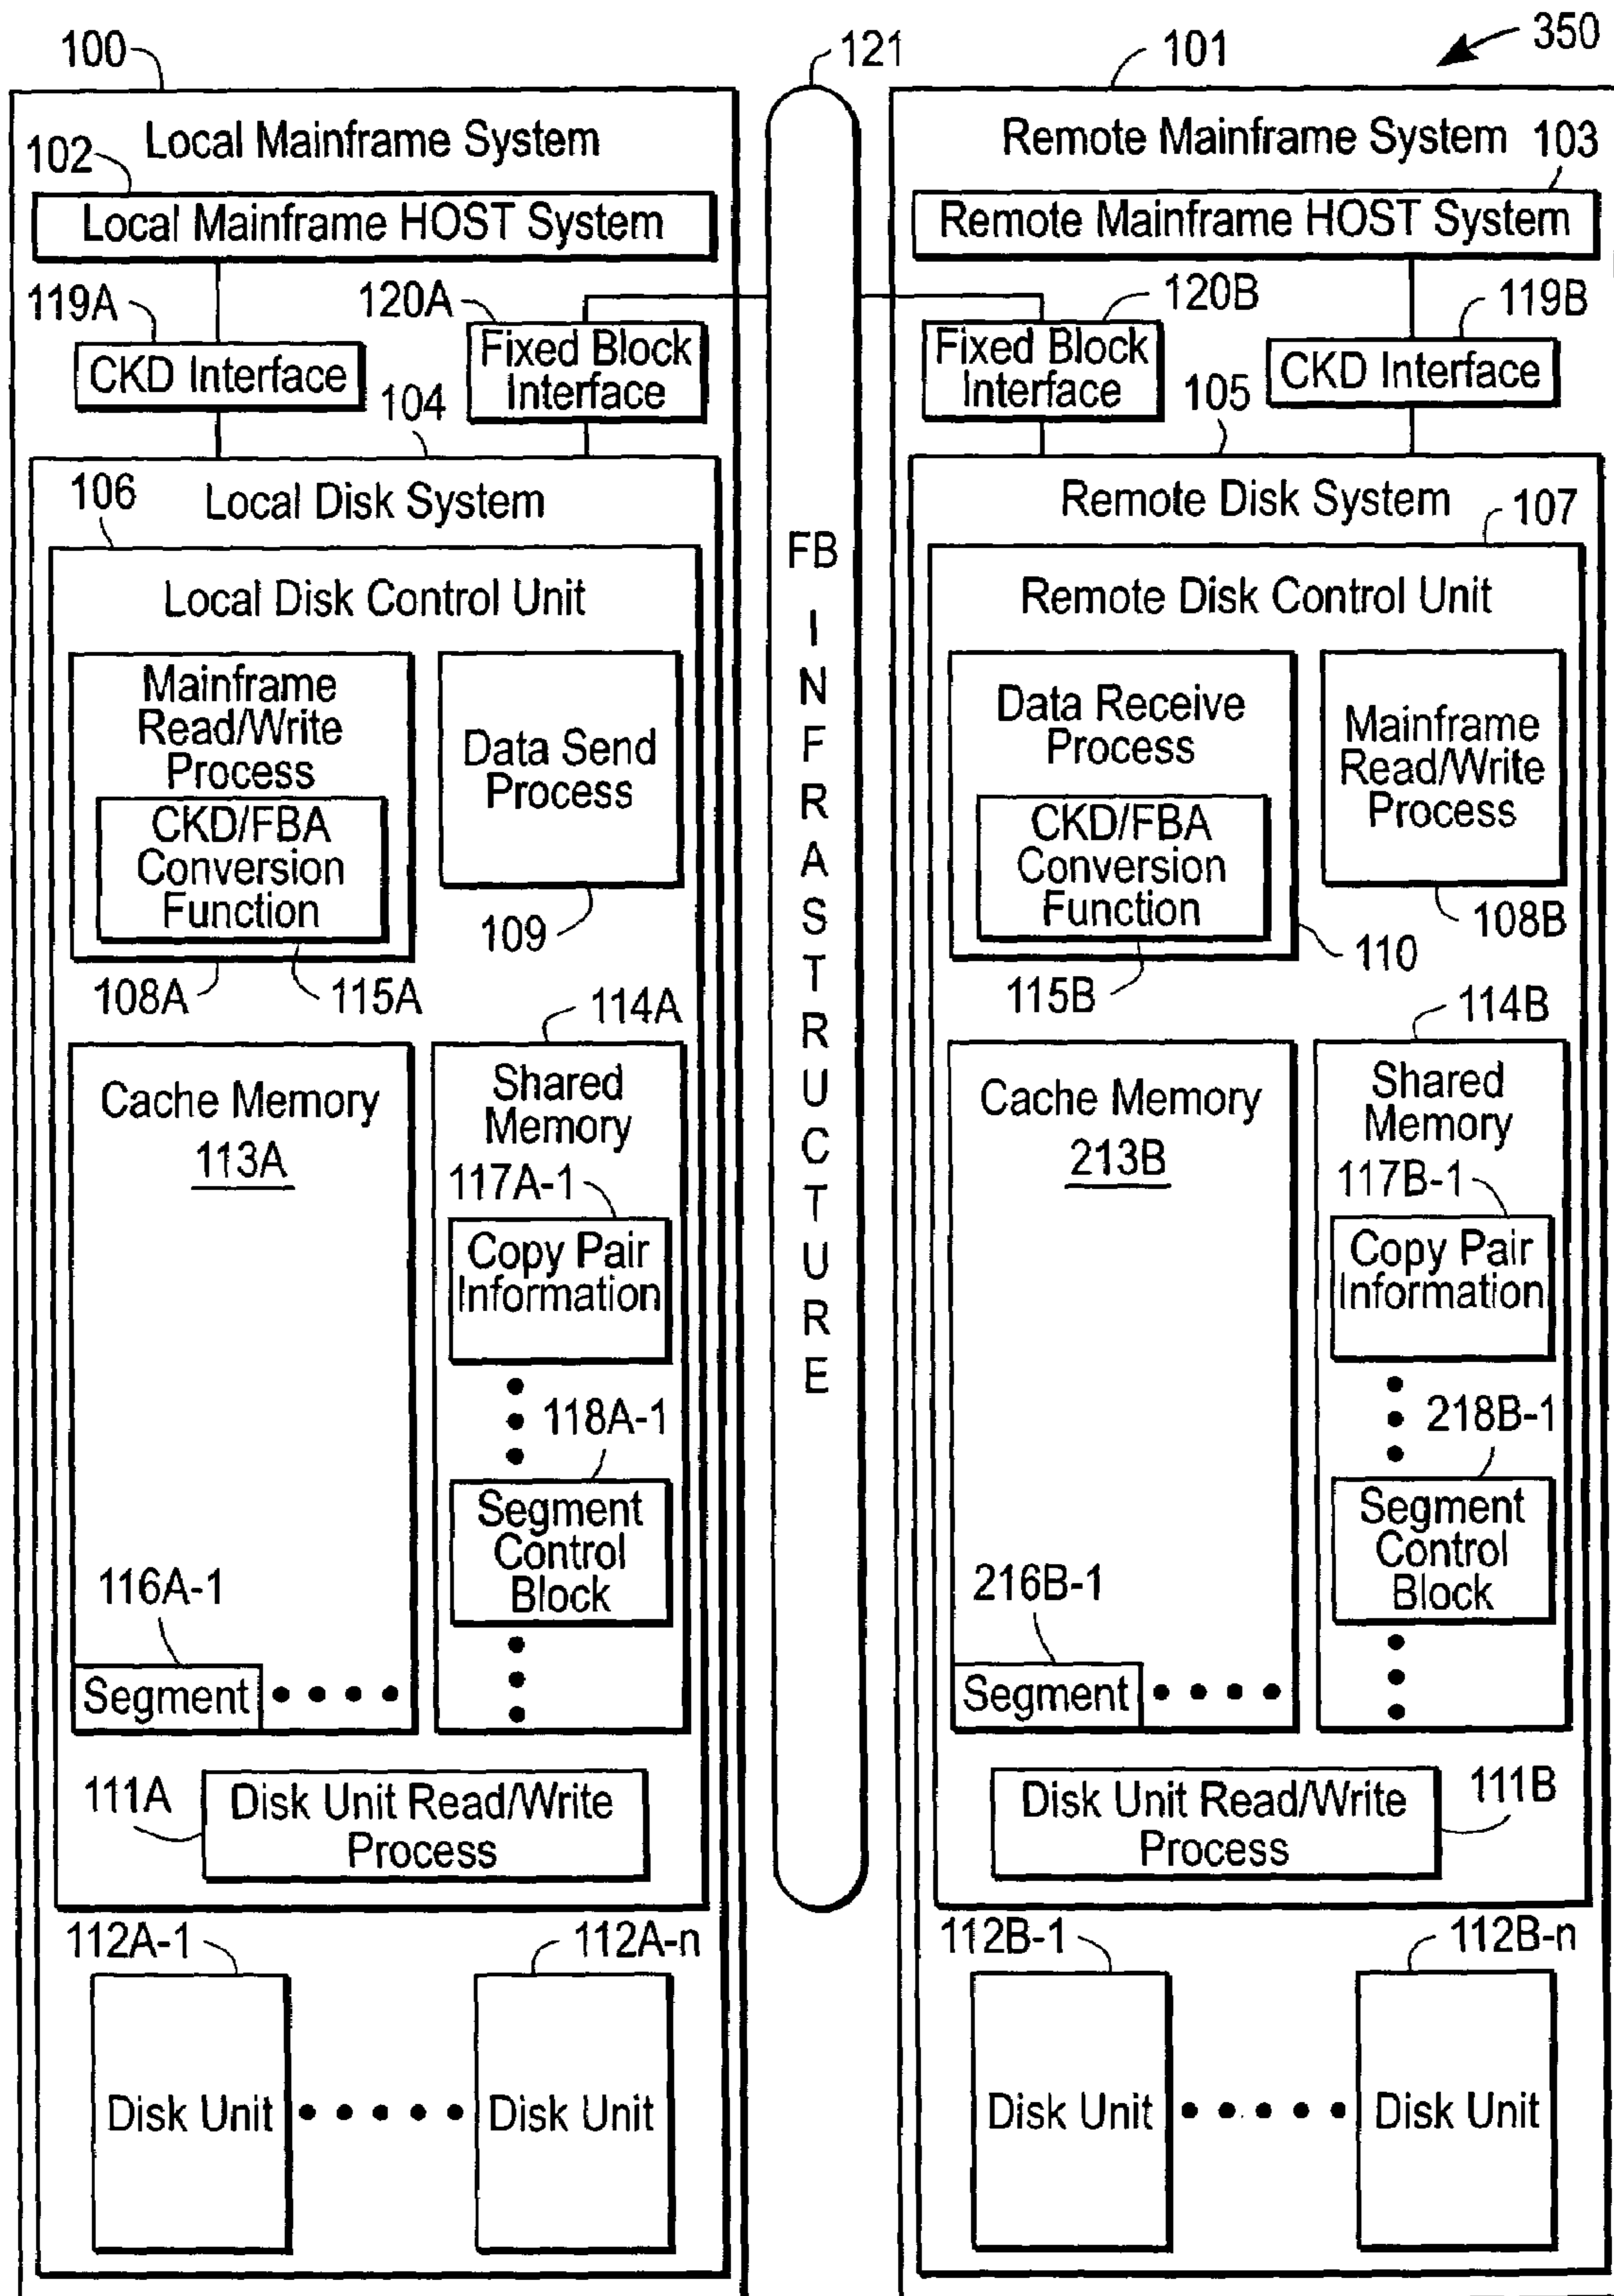 100
121
101
350
Local Mainframe System
102
Local Mainframe HOST System
119A
120A
CKD Interface
Fixed Block
Interface
104
Local Disk System
106
Local Disk Control Unit
Mainframe
Read/Write
Process
CKD/FBA
Conversion
Function
Data Send
Process
109
108A
115A
114A
Cache Memory
113A
Shared
Memory
117A-1
Copy Pair
Information
118A-1
Segment
Control
Block
116A-1
Segment
111A
Disk Unit Read/Write
Process
112A-1
112A-n
Disk Unit
Disk Unit
FB
I
N
F
R
A
S
T
R
U
C
T
U
R
E
Remote Mainframe System
103
Remote Mainframe HOST System
120B
119B
Fixed Block
Interface
CKD Interface
105
Remote Disk System
107
Remote Disk Control Unit
Data Receive
Process
CKD/FBA
Conversion
Function
Mainframe
Read/Write
Process
108B
110
115B
114B
Cache Memory
213B
Shared
Memory
117B-1
Copy Pair
Information
218B-1
Segment
Control
Block
216B-1
Segment
Disk Unit Read/Write
Process
111B
112B-1
112B-n
Disk Unit
Disk Unit